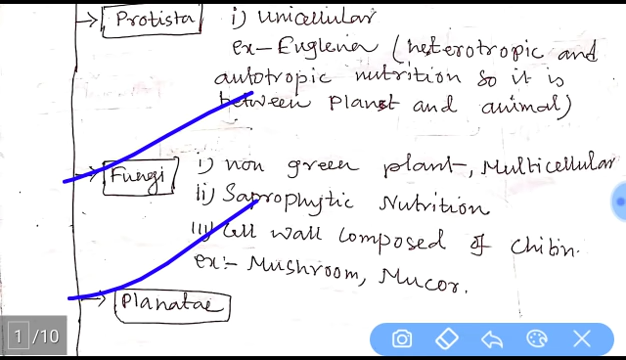 Protista i) Unicellular
ex- Euglena (heterotropic and
autotropic nutrition so it is
between Planst and animal)
Fungi i) non green plant, Multicellular
ii) Saprophytic Nutrition
iii) Cell wall composed of Chitin.
ex:- Mushroom, Mucor.
Planatae
1 /10